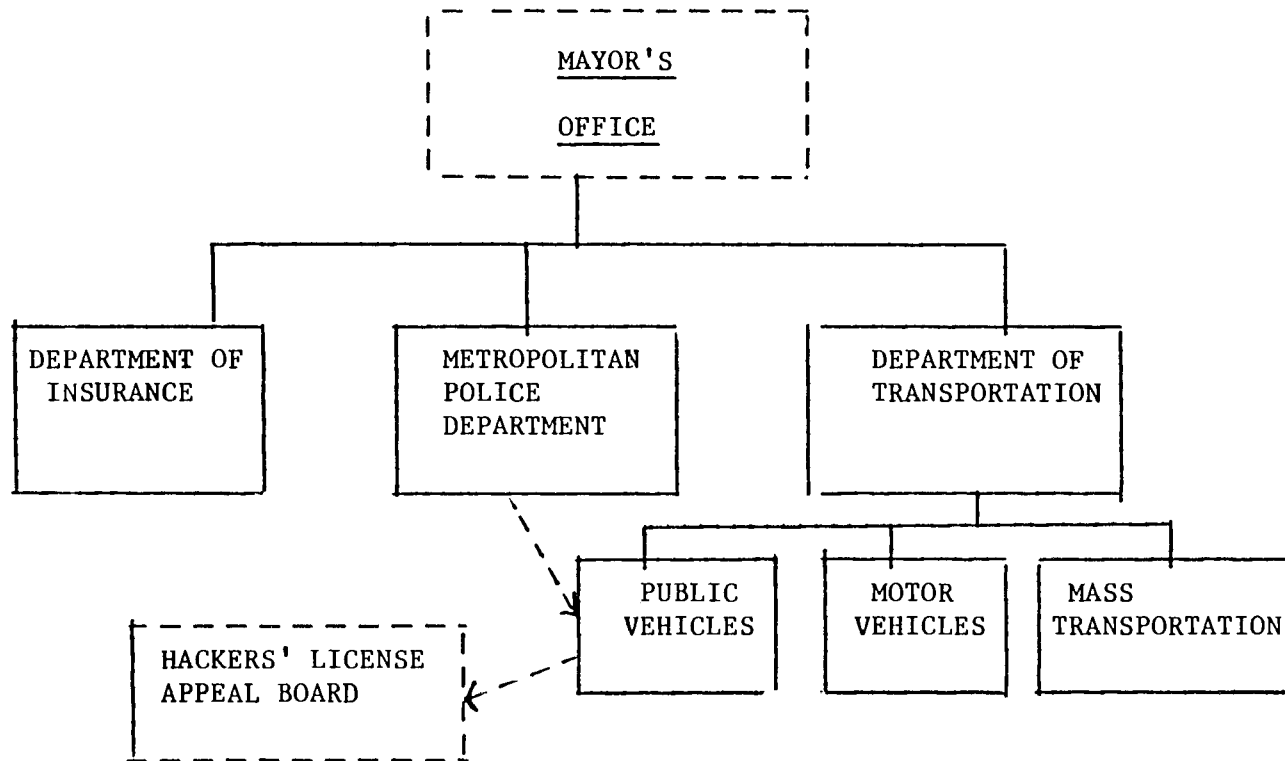 MAYOR'S
OFFICE
DEPARTMENT OF
INSURANCE
METROPOLITAN
POLICE
DEPARTMENT
DEPARTMENT OF
TRANSPORTATION
PUBLIC
VEHICLES
MOTOR
VEHICLES
MASS
TRANSPORTATION
HACKERS' LICENSE
APPEAL BOARD